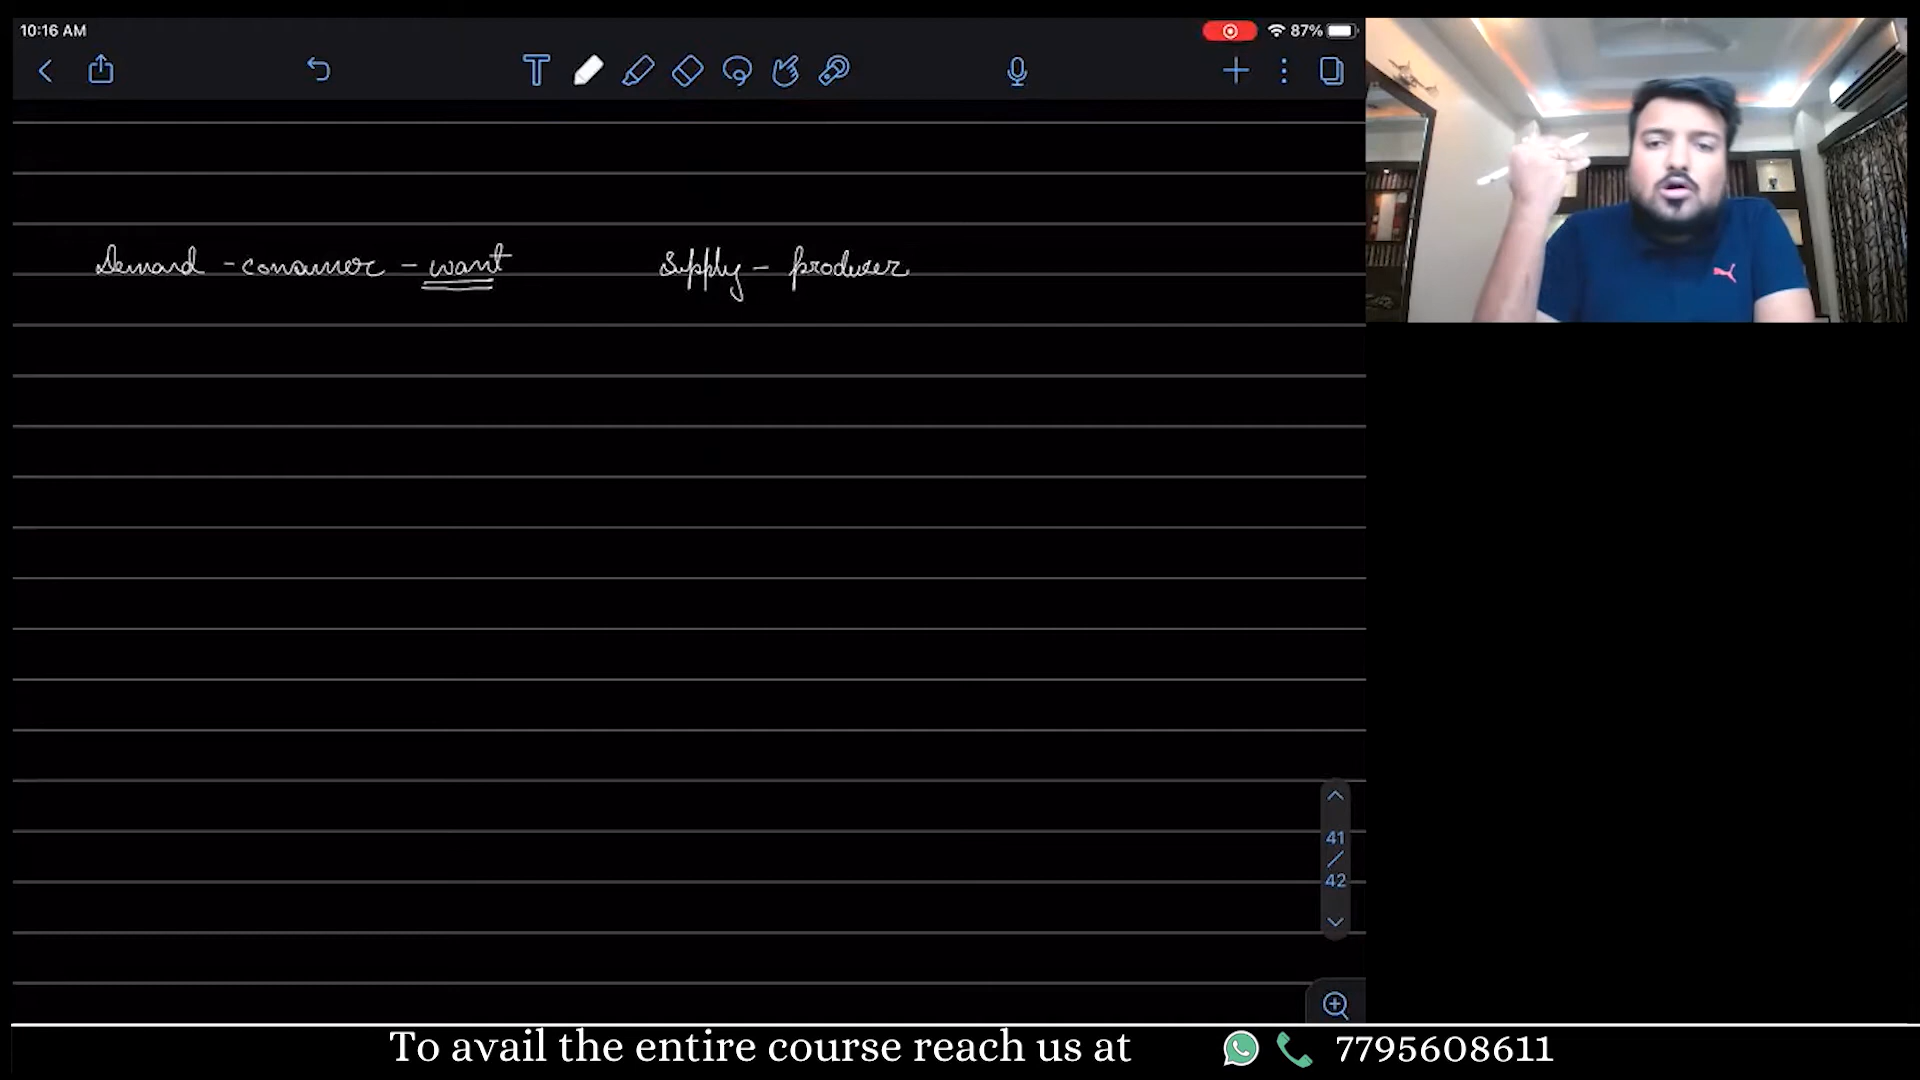 10:16 AM
87%
Demand - consumer - want
Supply - producer
41
/
42
To avail the entire course reach us at 7795608611